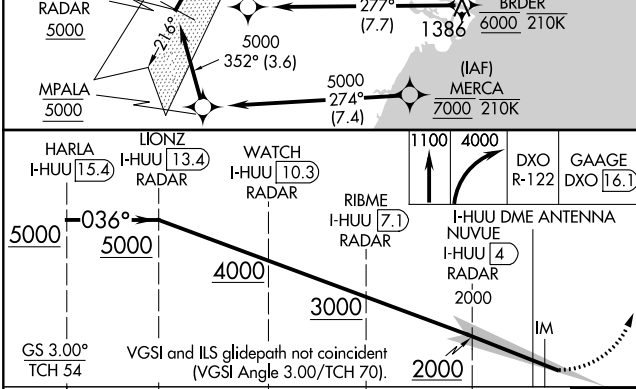 RADAR
5000
216°
277°
(7.7)
1386
BRDER
6000 210K
5000
352° (3.6)
MPALA
5000
5000
274°
(7.4)
(IAF)
MERCA
7000 210K
HARLA
I-HUU 15.4
LIONZ
I-HUU 13.4
RADAR
WATCH
I-HUU 10.3
RADAR
RIBME
I-HUU 7.1
RADAR
1100
4000
DXO
R-122
GAAGE
DXO 16.1
I-HUU DME ANTENNA
NUVUE
I-HUU 4
RADAR
2000
5000
036°
5000
4000
3000
2000
IM
GS 3.00°
TCH 54
VGSI and ILS glidepath not coincident
(VGSI Angle 3.00/TCH 70).